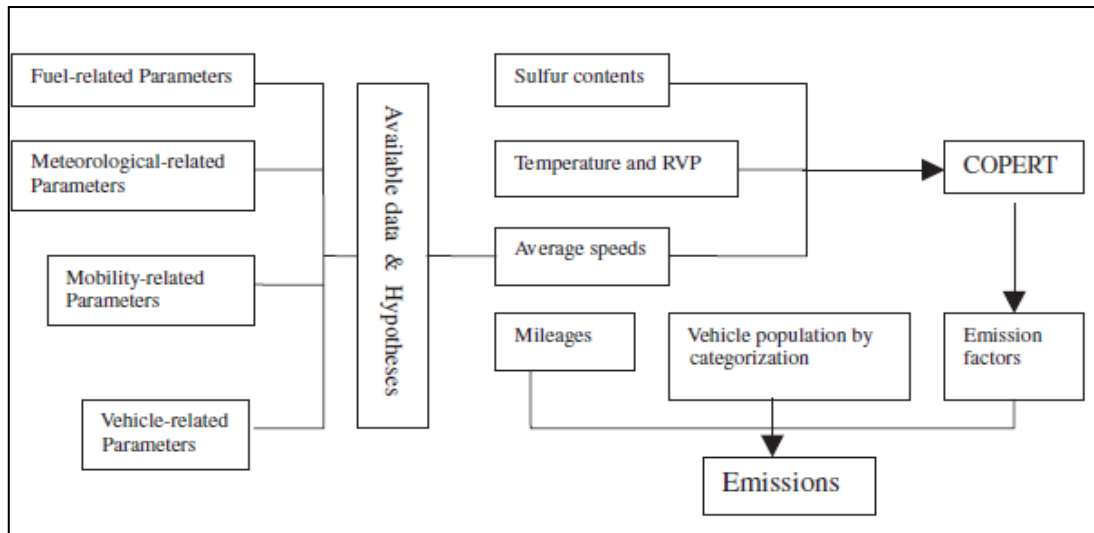 Fuel-related Parameters
Meteorological-related
Parameters
Mobility-related
Parameters
Vehicle-related
Parameters
Available data & Hypotheses
Sulfur contents
Temperature and RVP
Average speeds
Mileages
Vehicle population by
categorization
COPERT
Emission
factors
Emissions